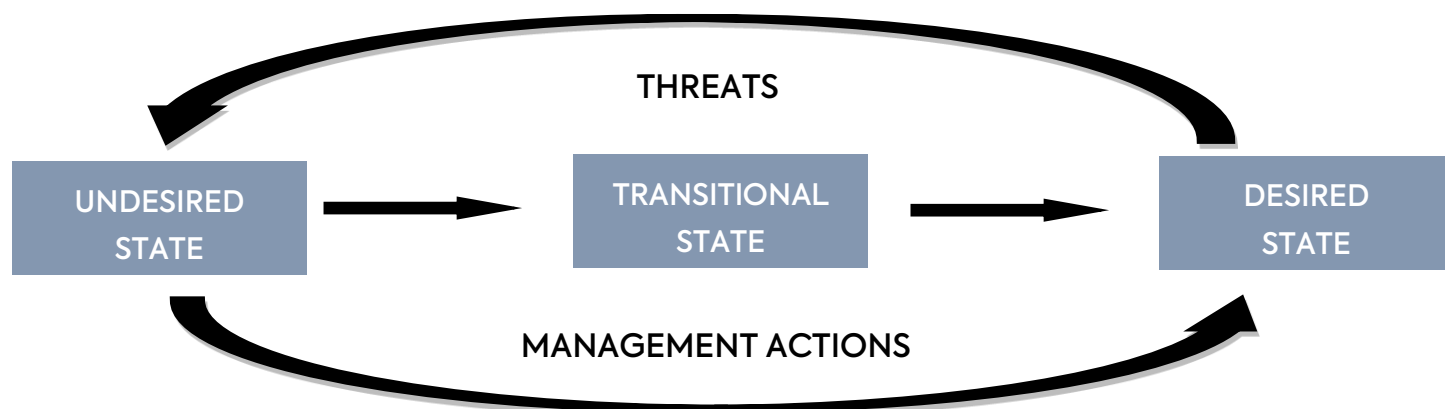 THREATS
UNDESIRED
STATE
TRANSITIONAL
STATE
DESIRED
STATE
MANAGEMENT ACTIONS